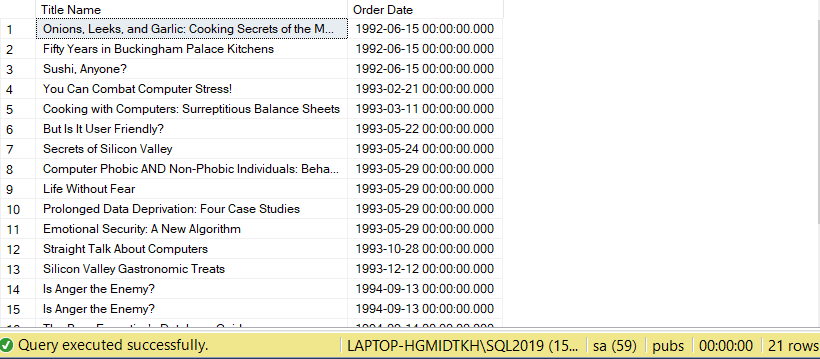 Title Name Order Date
1 Onions, Leeks, and Garlic: Cooking Secrets of the M... 1992-06-15 00:00:00.000
2 Fifty Years in Buckingham Palace Kitchens 1992-06-15 00:00:00.000
3 Sushi, Anyone? 1992-06-15 00:00:00.000
4 You Can Combat Computer Stress! 1993-02-21 00:00:00.000
5 Cooking with Computers: Surreptitious Balance Sheets 1993-03-11 00:00:00.000
6 But Is It User Friendly? 1993-05-22 00:00:00.000
7 Secrets of Silicon Valley 1993-05-24 00:00:00.000
8 Computer Phobic AND Non-Phobic Individuals: Beha... 1993-05-29 00:00:00.000
9 Life Without Fear 1993-05-29 00:00:00.000
10 Prolonged Data Deprivation: Four Case Studies 1993-05-29 00:00:00.000
11 Emotional Security: A New Algorithm 1993-05-29 00:00:00.000
12 Straight Talk About Computers 1993-10-28 00:00:00.000
13 Silicon Valley Gastronomic Treats 1993-12-12 00:00:00.000
14 Is Anger the Enemy? 1994-09-13 00:00:00.000
15 Is Anger the Enemy? 1994-09-13 00:00:00.000
Query executed successfully. LAPTOP-HGMIDTKH\SQL2019 (15... sa (59) pubs 00:00:00 21 rows